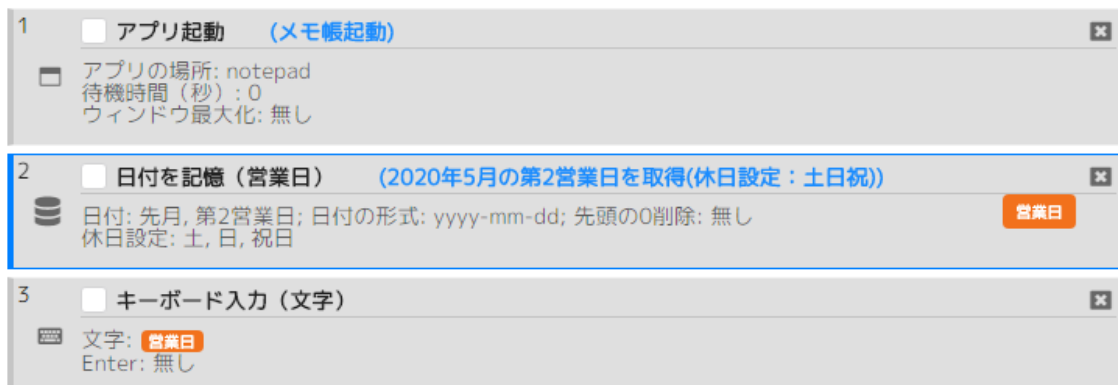 1
アプリ起動 (メモ帳起動)
アプリの場所: notepad
待機時間（秒）: 0
ウィンドウ最大化: 無し
2
日付を記憶（営業日） (2020年5月の第2営業日を取得(休日設定：土日祝))
日付: 先月, 第2営業日; 日付の形式: yyyy-mm-dd; 先頭の0削除: 無し
営業日
休日設定: 土, 日, 祝日
3
キーボード入力（文字）
文字: 営業日
Enter: 無し